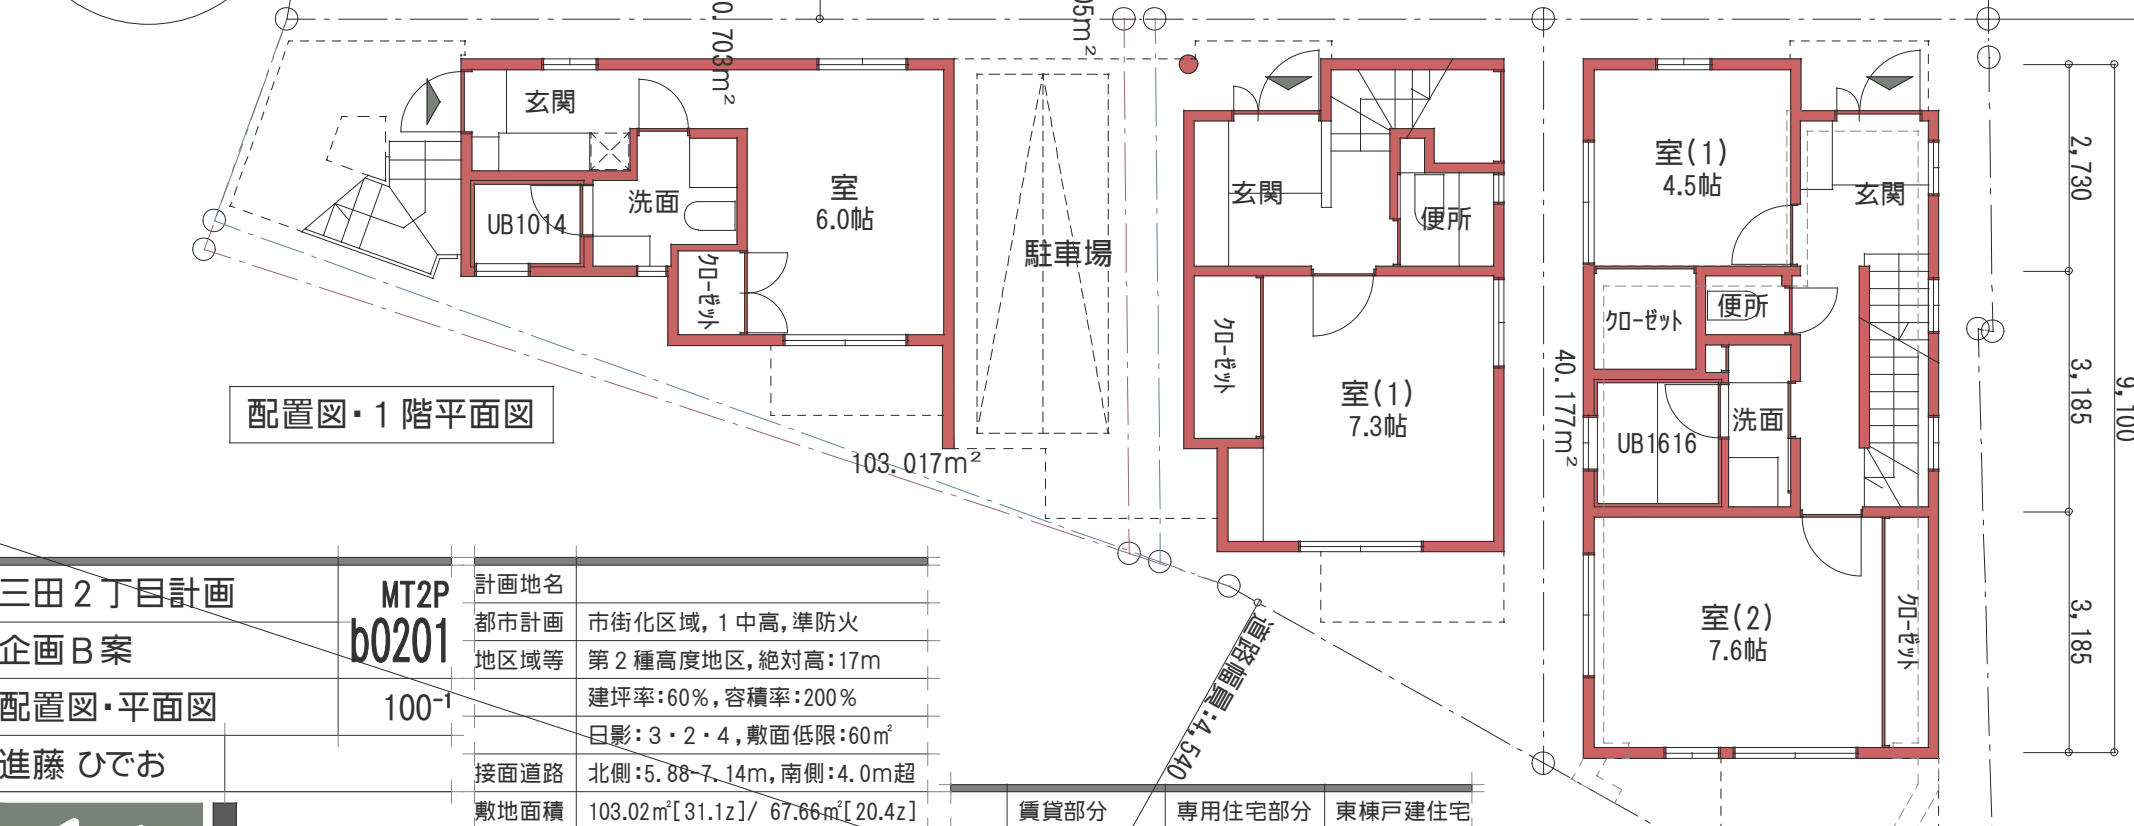 0.703m²
05m²
玄関
UB1014
洗面
室
6.0帖
クローゼット
駐車場
玄関
便所
クローゼット
室(1)
7.3帖
室(1)
4.5帖
玄関
クローゼット
便所
UB1616
洗面
室(2)
7.6帖
クローゼット
2,730
3,185
3,185
9,100
40.177m²
103.017m²
道路幅員:4,540
配置図・1階平面図
三田2丁目計画
MT2P
企画B案
b0201
配置図・平面図
100⁻¹
進藤 ひでお
計画地名
都市計画 市街化区域,1中高,準防火
地区域等 第2種高度地区,絶対高:17m
建坪率:60%,容積率:200%
日影:3・2・4,敷面低限:60㎡
接面道路 北側:5.88-7.14m,南側:4.0m超
敷地面積 103.02㎡[31.1z]/ 67.66㎡[20.4z]
賃貸部分 専用住宅部分 東棟戸建住宅